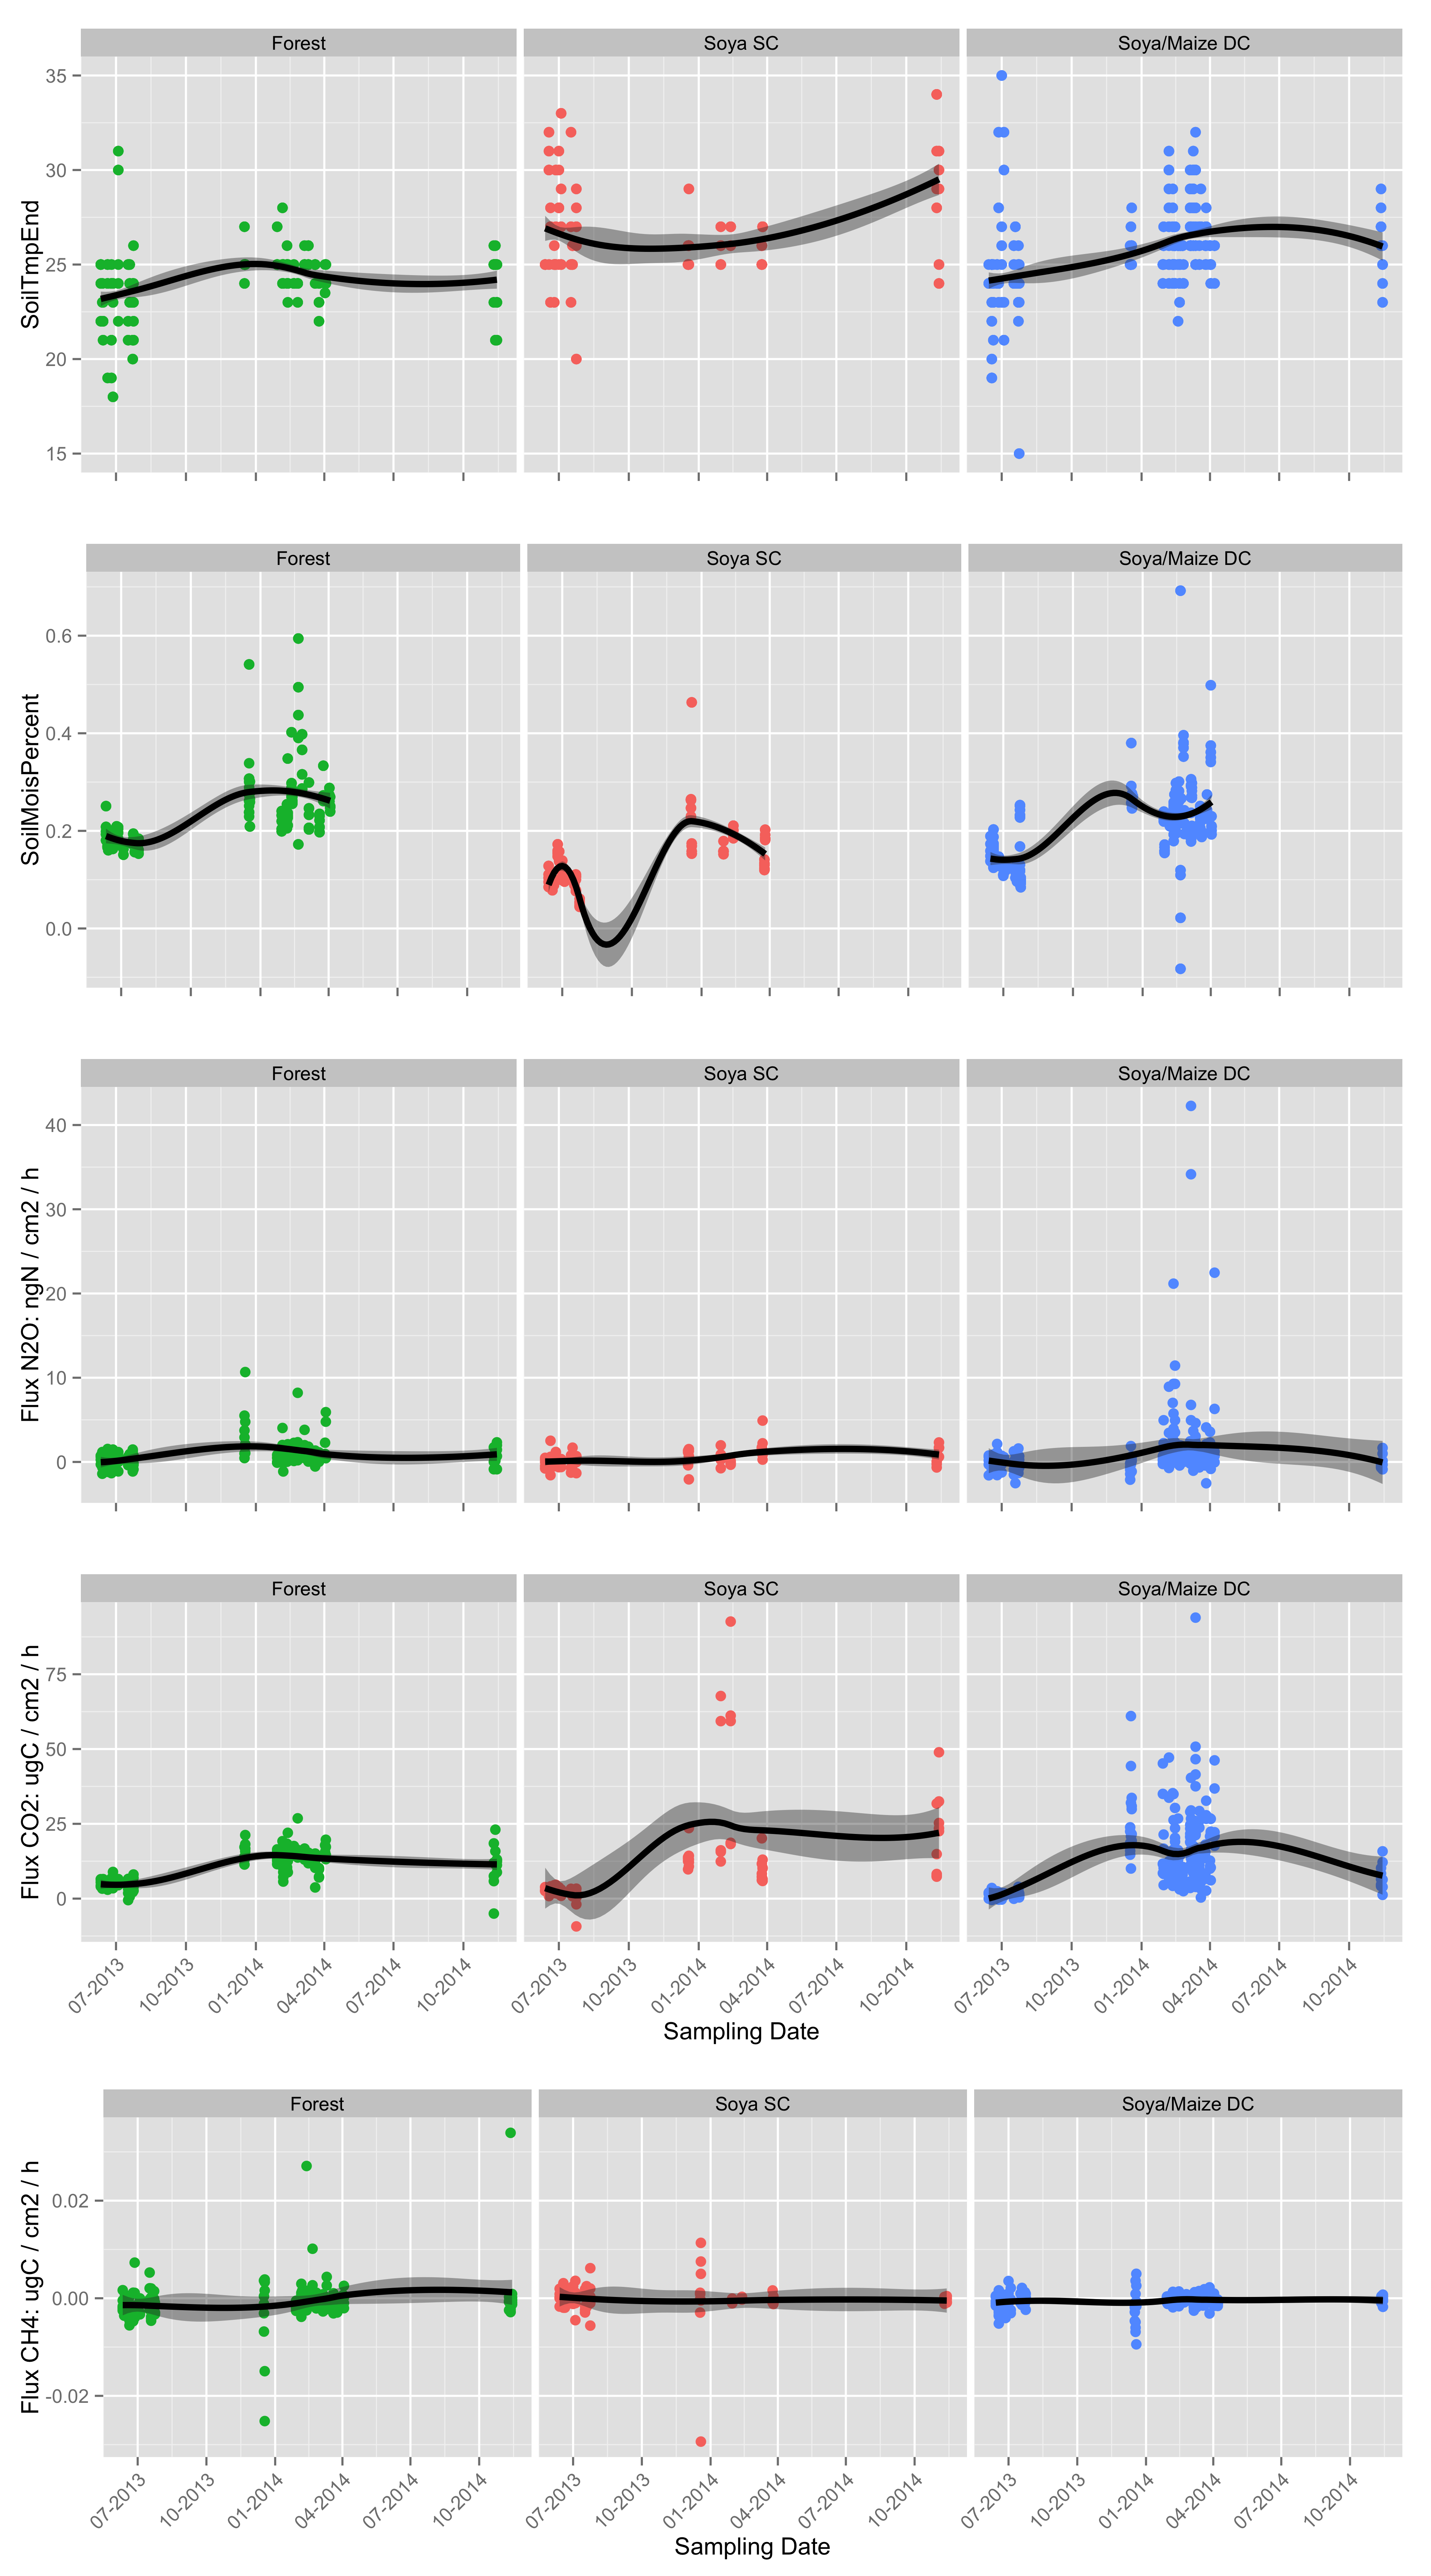 Forest Soya SC Soya/Maize DC
SoilTmpEnd
35
30
25
20
15
Forest Soya SC Soya/Maize DC
SoilMoisPercent
0.6
0.4
0.2
0.0
Forest Soya SC Soya/Maize DC
Flux N2O: ngN / cm2 / h
40
30
20
10
0
Forest Soya SC Soya/Maize DC
Flux CO2: ugC / cm2 / h
75
50
25
0
07-2013 10-2013 01-2014 04-2014 07-2014 10-2014 07-2013 10-2013 01-2014 04-2014 07-2014 10-2014 07-2013 10-2013 01-2014 04-2014 07-2014 10-2014
Sampling Date
Forest Soya SC Soya/Maize DC
Flux CH4: ugC / cm2 / h
0.02
0.00
-0.02
07-2013 10-2013 01-2014 04-2014 07-2014 10-2014 07-2013 10-2013 01-2014 04-2014 07-2014 10-2014 07-2013 10-2013 01-2014 04-2014 07-2014 10-2014
Sampling Date